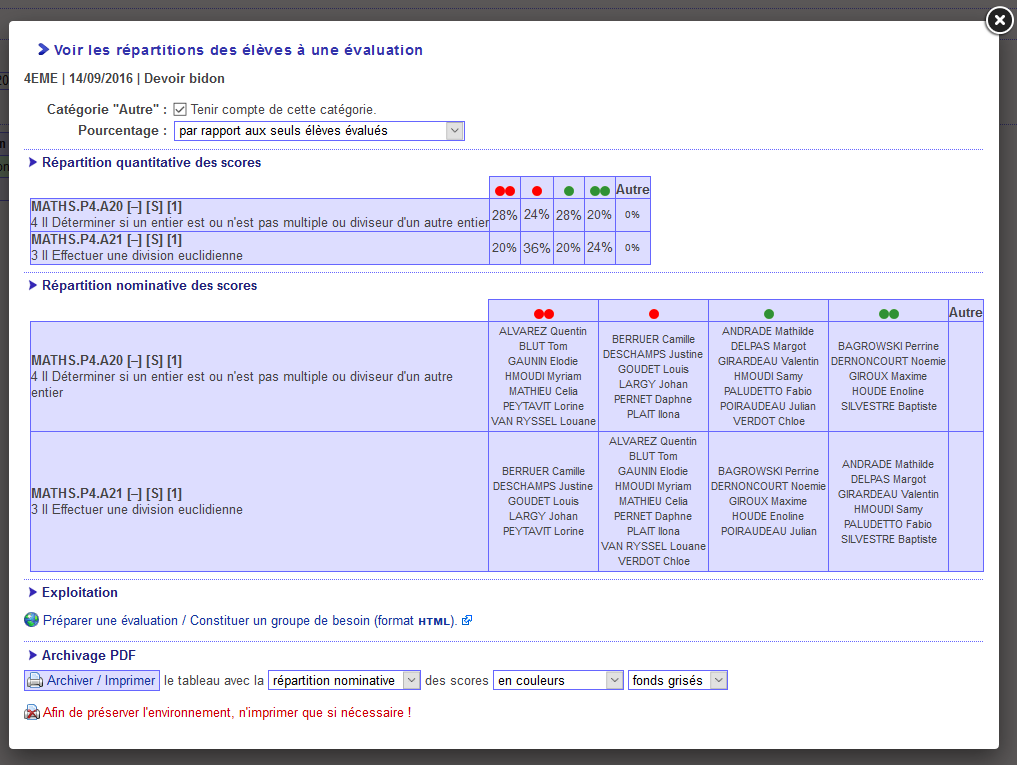 Voir les répartitions des élèves à une évaluation
4EME | 14/09/2016 | Devoir bidon
Catégorie "Autre" : Tenir compte de cette catégorie.
Pourcentage : par rapport aux seuls élèves évalués
Répartition quantitative des scores
Autre
MATHS.P4.A20 [–] [S] [1]
4 II Déterminer si un entier est ou n'est pas multiple ou diviseur d'un autre entier
28% 24% 28% 20% 0%
MATHS.P4.A21 [–] [S] [1]
3 II Effectuer une division euclidienne
20% 36% 20% 24% 0%
Répartition nominative des scores
Autre
MATHS.P4.A20 [–] [S] [1]
4 II Déterminer si un entier est ou n'est pas multiple ou diviseur d'un autre
entier
ALVAREZ Quentin
BLUT Tom
GAUNIN Elodie
HMOUDI Myriam
MATHIEU Celia
PEYTAVIT Lorine
VAN RYSSEL Louane
BERRUER Camille
DESCHAMPS Justine
GOUDET Louis
LARGY Johan
PERNET Daphne
PLAIT Ilona
ANDRADE Mathilde
DELPAS Margot
GIRARDEAU Valentin
HMOUDI Samy
PALUDETTO Fabio
POIRAUDEAU Julian
VERDOT Chloe
BAGROWSKI Perrine
DERNONCOURT Noemie
GIROUX Maxime
HOUDE Enoline
SILVESTRE Baptiste
MATHS.P4.A21 [–] [S] [1]
3 II Effectuer une division euclidienne
BERRUER Camille
DESCHAMPS Justine
GOUDET Louis
LARGY Johan
PEYTAVIT Lorine
ALVAREZ Quentin
BLUT Tom
GAUNIN Elodie
HMOUDI Myriam
MATHIEU Celia
PERNET Daphne
PLAIT Ilona
VAN RYSSEL Louane
VERDOT Chloe
BAGROWSKI Perrine
DERNONCOURT Noemie
GIROUX Maxime
HOUDE Enoline
POIRAUDEAU Julian
ANDRADE Mathilde
DELPAS Margot
GIRARDEAU Valentin
HMOUDI Samy
PALUDETTO Fabio
SILVESTRE Baptiste
Exploitation
Préparer une évaluation / Constituer un groupe de besoin (format HTML).
Archivage PDF
Archiver / Imprimer le tableau avec la répartition nominative des scores en couleurs fonds grisés
Afin de préserver l'environnement, n'imprimer que si nécessaire !